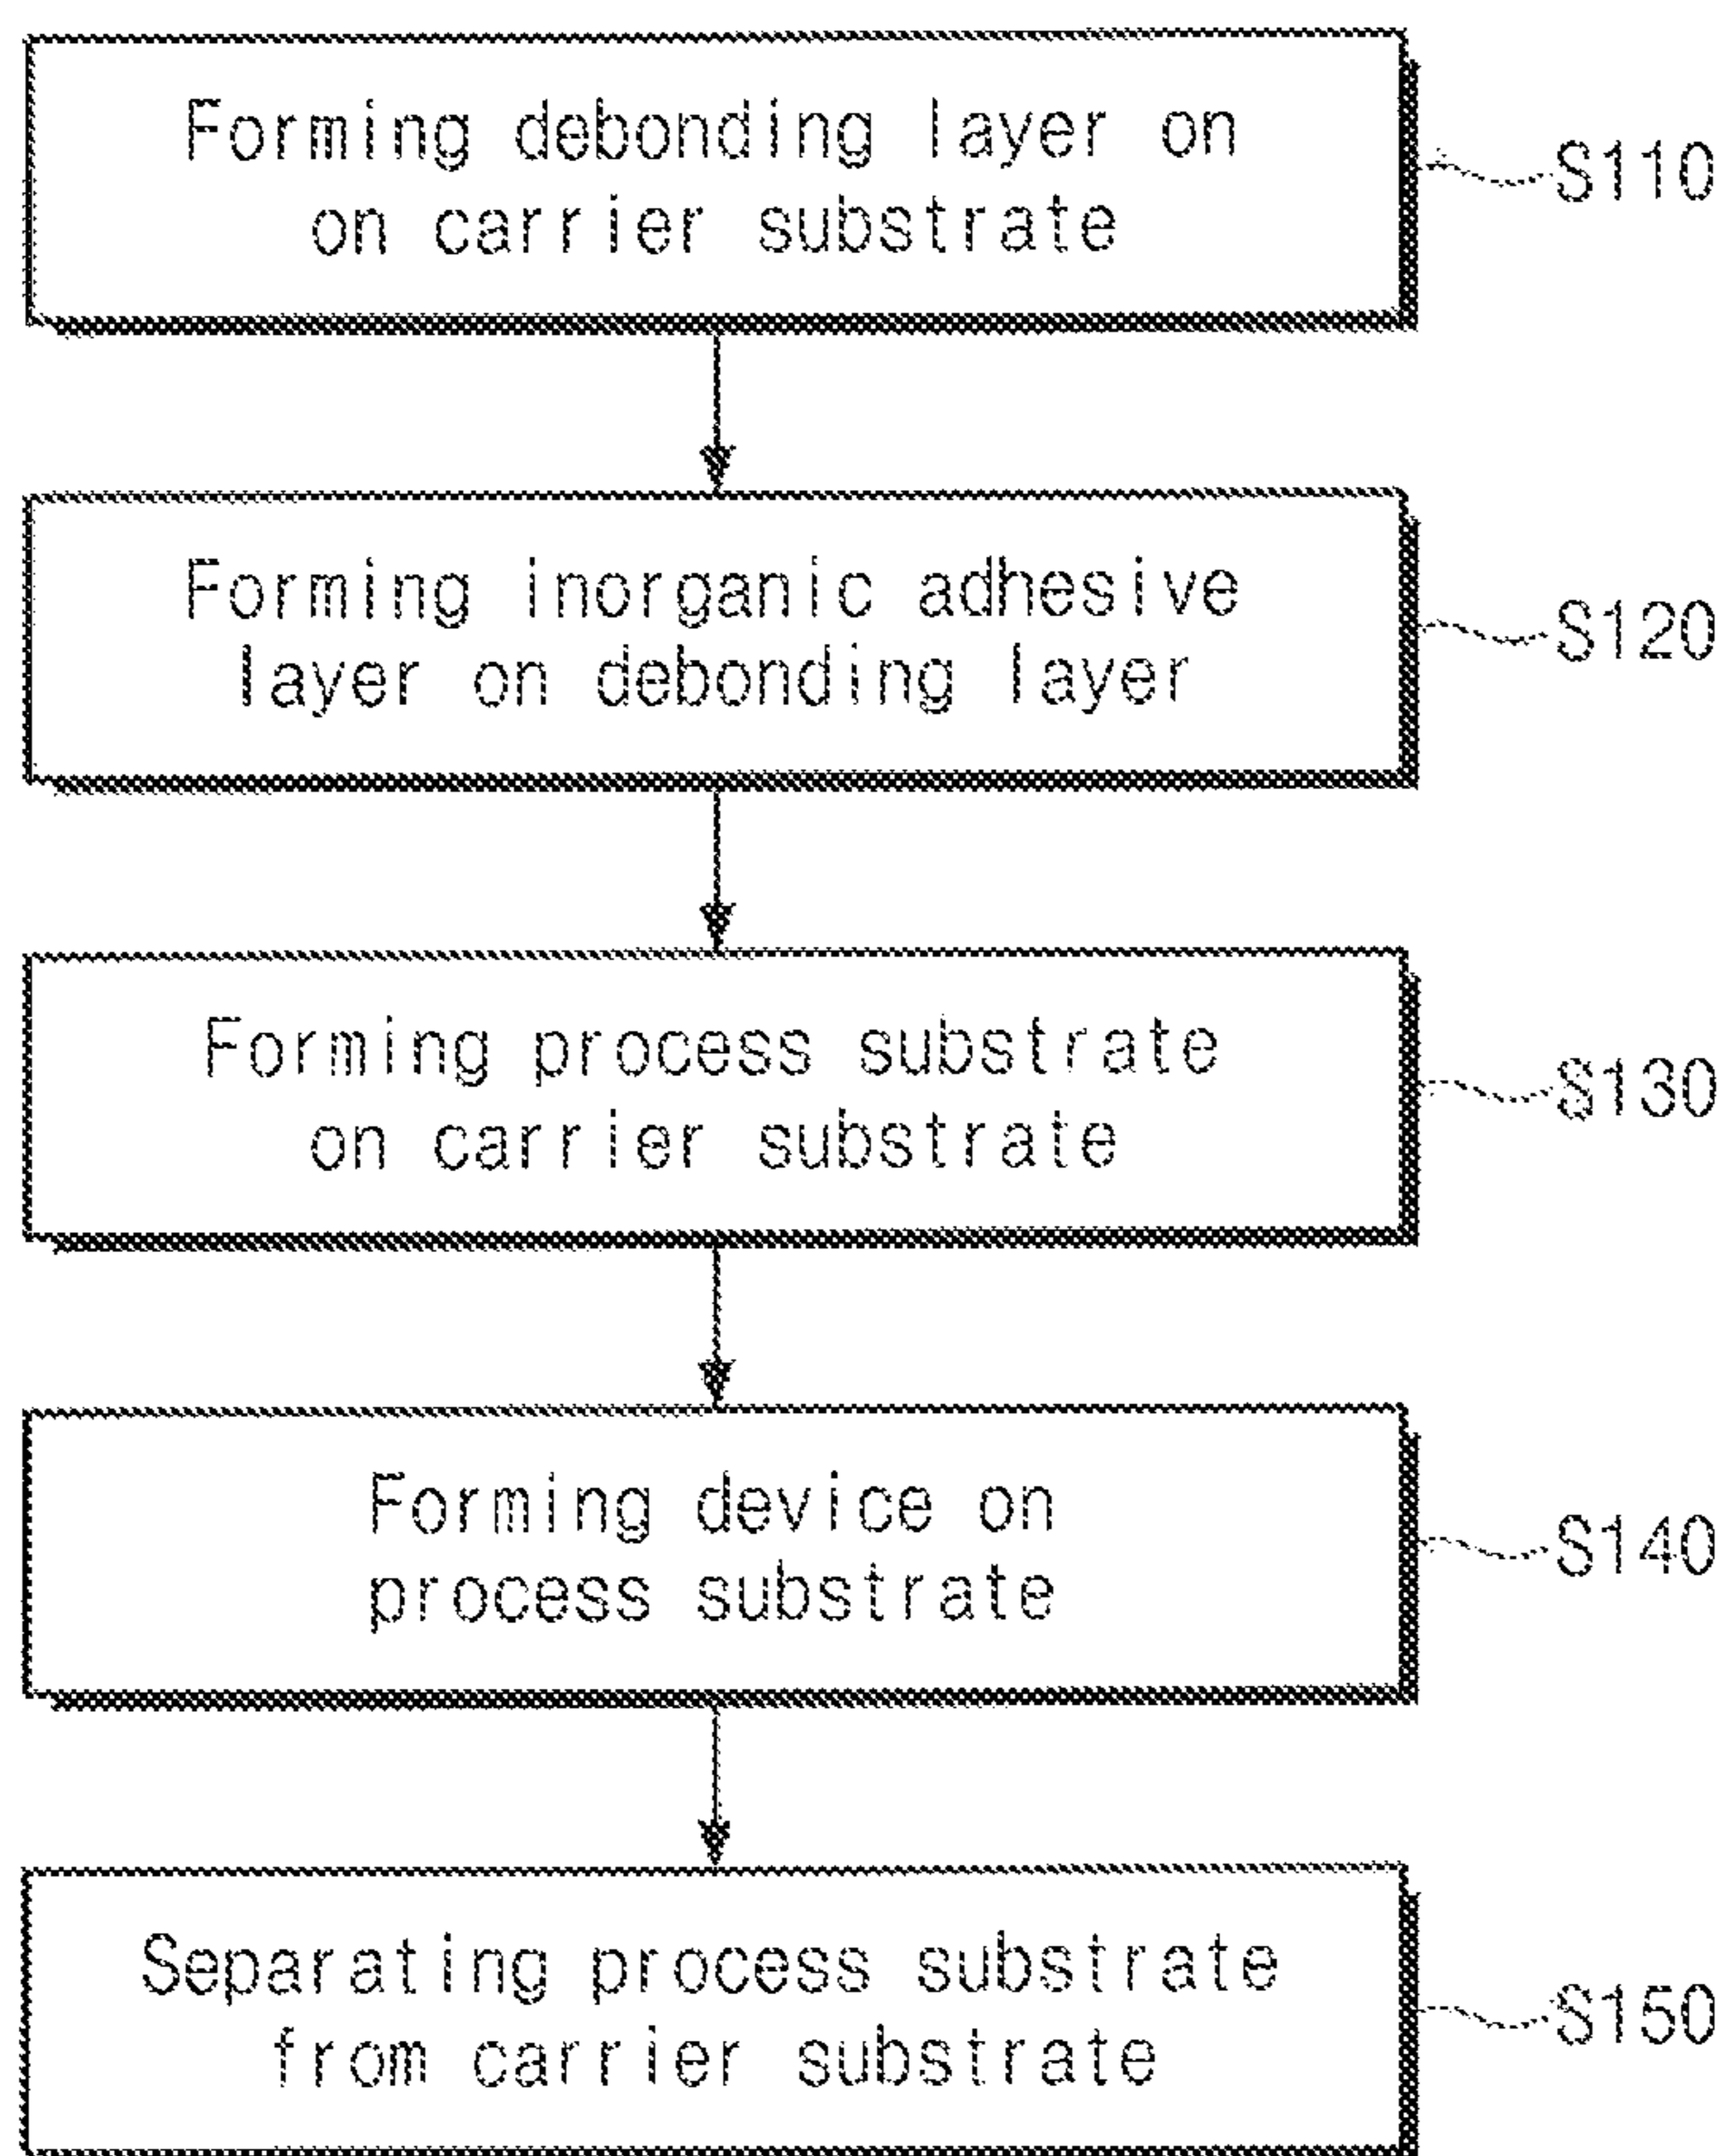 Forming debonding layer on
on carrier substrate
S110
Forming inorganic adhesive
layer on debonding layer
S120
Forming process substrate
on carrier substrate
S130
Forming device on
process substrate
S140
Separating process substrate
from carrier substrate
S150